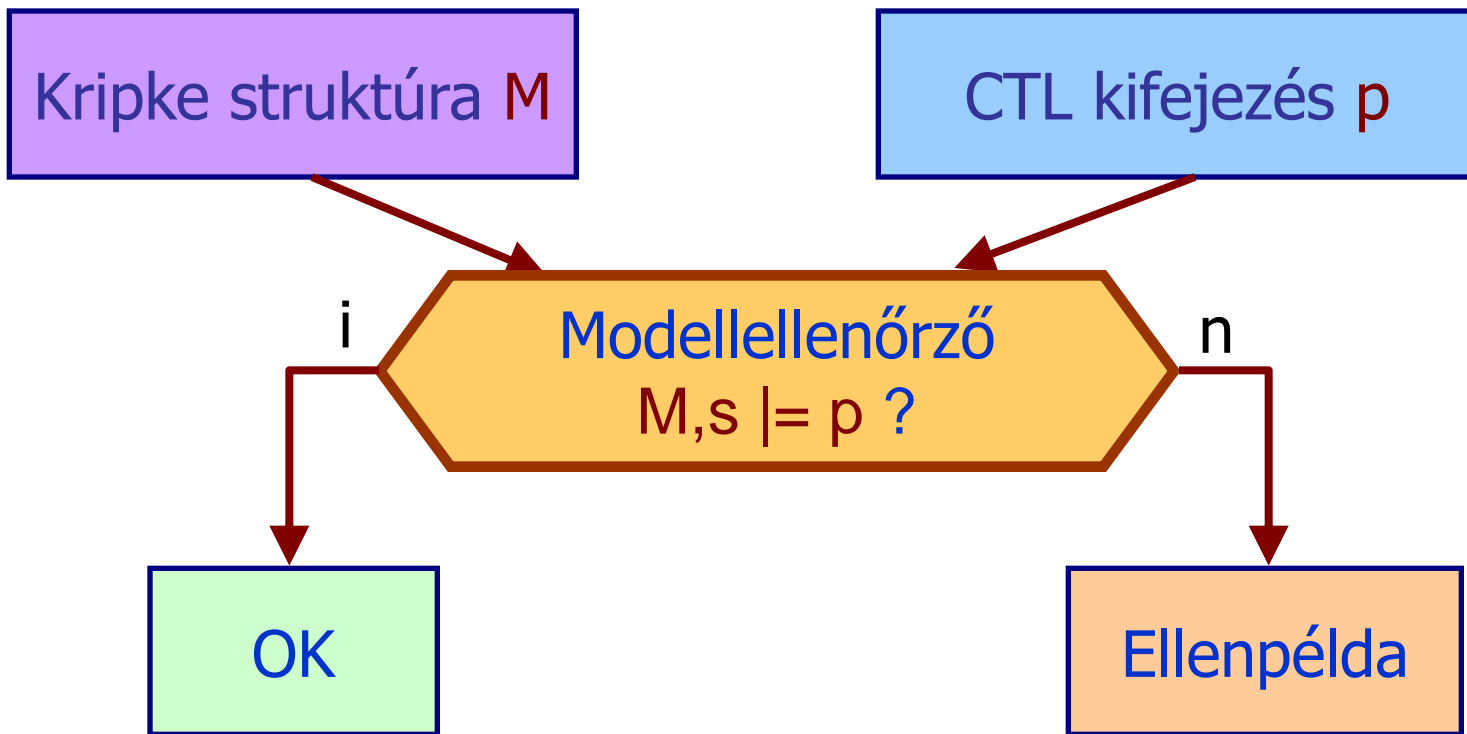 Kripke struktúra M
CTL kifejezés p
i
Modellellenőrző
n
M,s |= p ?
OK
Ellenpélda